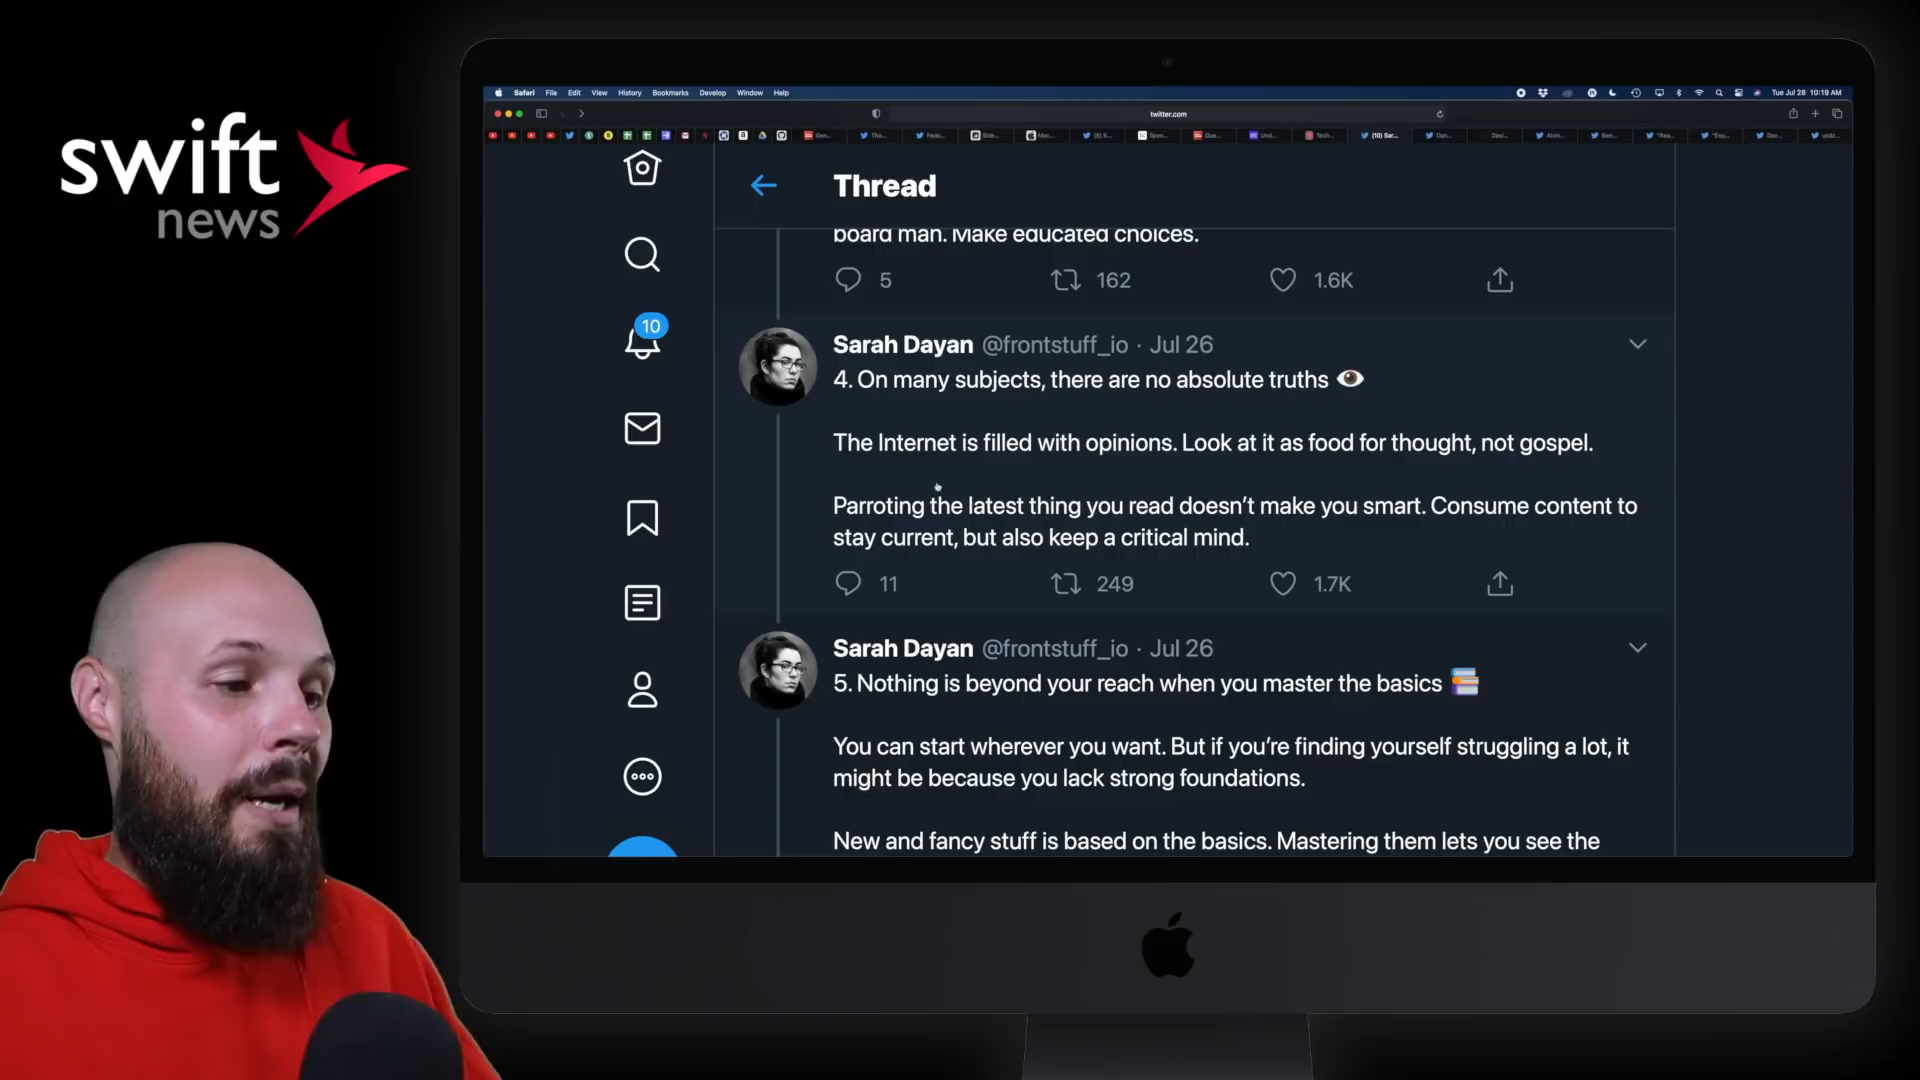 swift
news
Safari File Edit View History Bookmarks Develop Window Help
Tue Jul 28 10:19 AM
twitter.com
Thread
board man. Make educated choices.
5 162 1.6K
10
Sarah Dayan @frontstuff_io · Jul 26
4. On many subjects, there are no absolute truths 👁
The Internet is filled with opinions. Look at it as food for thought, not gospel.
Parroting the latest thing you read doesn’t make you smart. Consume content to
stay current, but also keep a critical mind.
11 249 1.7K
Sarah Dayan @frontstuff_io · Jul 26
5. Nothing is beyond your reach when you master the basics 📚
You can start wherever you want. But if you’re finding yourself struggling a lot, it
might be because you lack strong foundations.
New and fancy stuff is based on the basics. Mastering them lets you see the